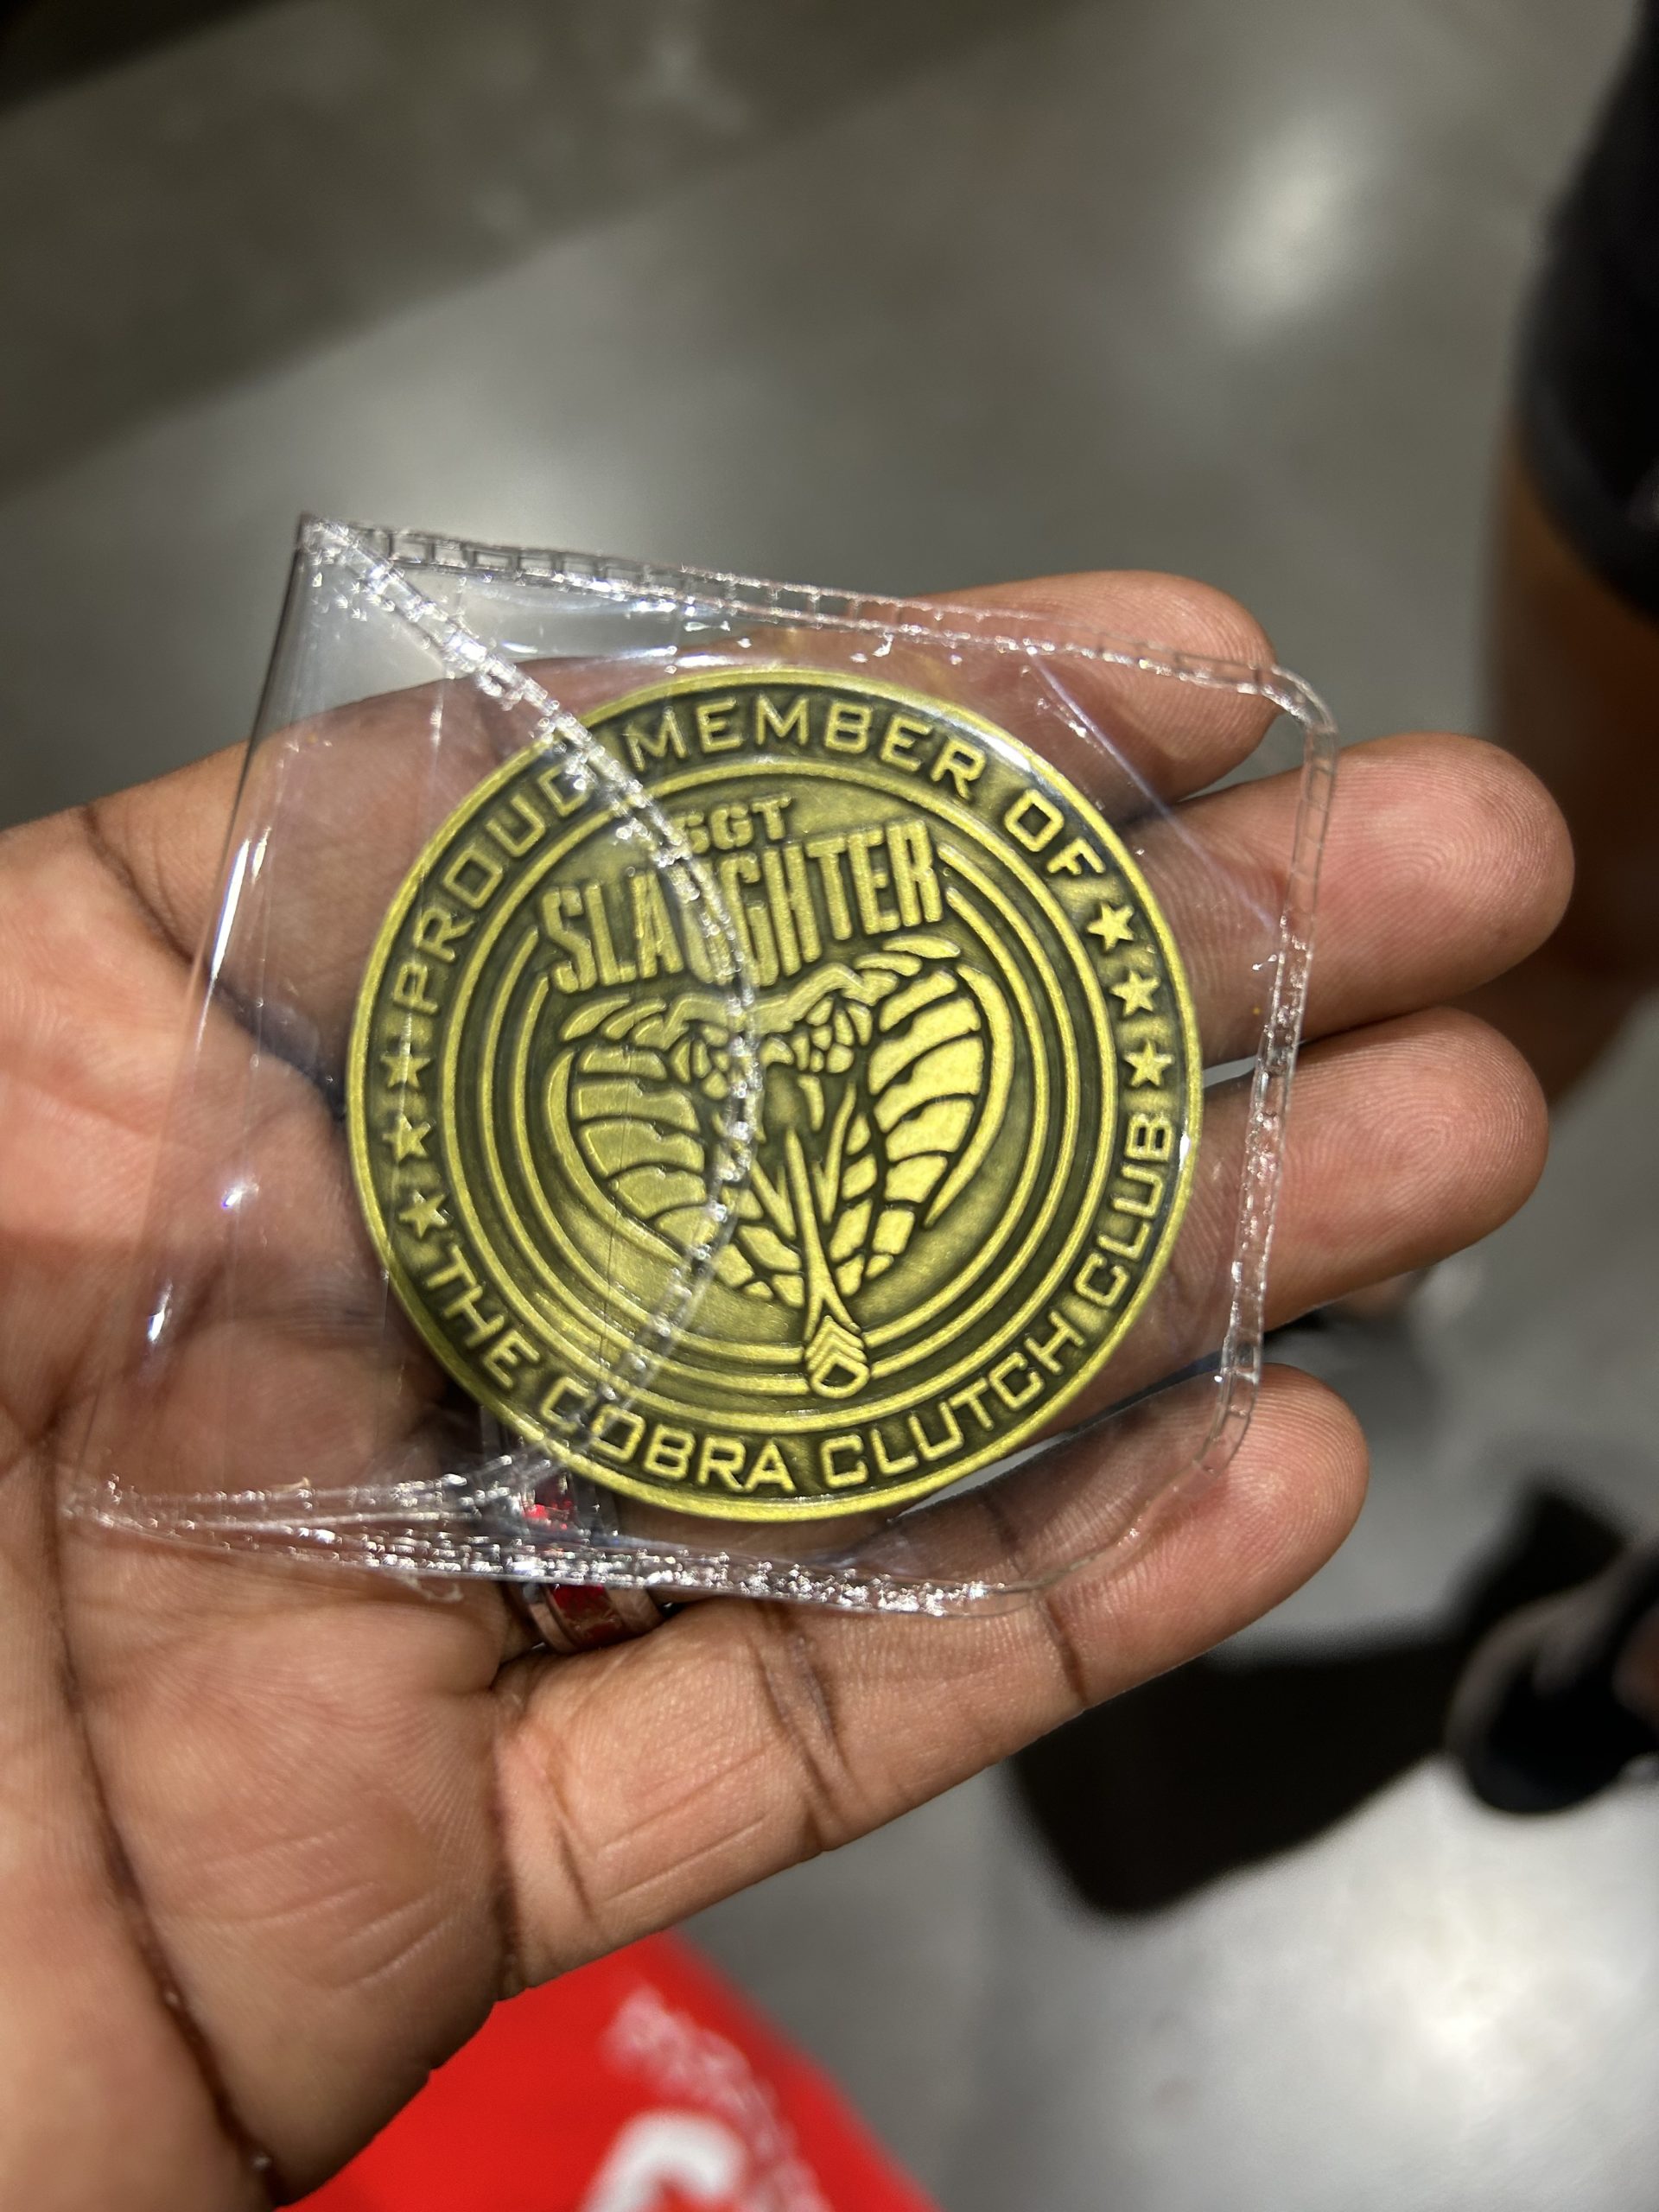 PROUD MEMBER OF
SGT
SLAUGHTER
THE COBRA CLUTCH CLUB